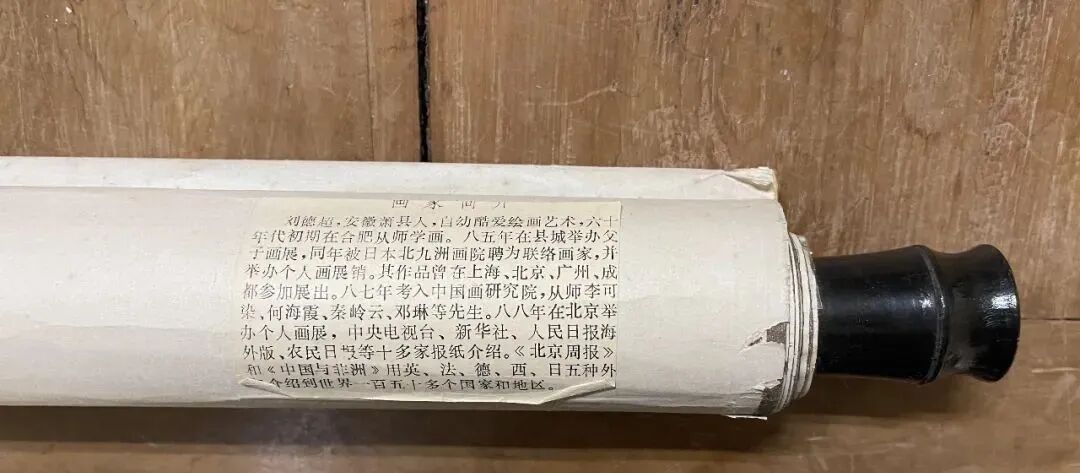 画家简介
刘德超，安徽萧县人，自幼酷爱绘画艺术，六十
年代初期在合肥从师学画。八五年在县城举办父
子画展，同年被日本北九洲画院聘为联络画家，并
举办个人画展销。其作品曾在上海、北京、广州、成
都参加展出。八七年考入中国画研究院，从师李可
染、何海霞、秦岭云、邓琳等先生。八八年在北京举
办个人画展，中央电视台、新华社、人民日报海
外版、农民日报等十多家报纸介绍。《北京周报》
和《中国与非洲》用英、法、德、西、日五种外
介绍到世界一百五十多个国家和地区。